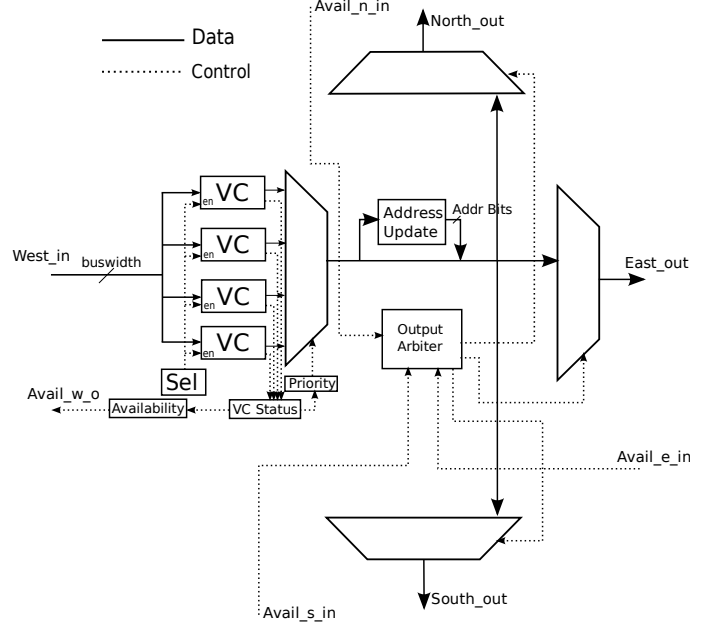 Avail_n_in
North_out
Data
Control
VC
en
Address
Update
Addr Bits
VC
en
West_in
buswidth
East_out
VC
en
Output
Arbiter
VC
en
Sel
Priority
Avail_w_o
Availability
VC Status
Avail_e_in
South_out
Avail_s_in